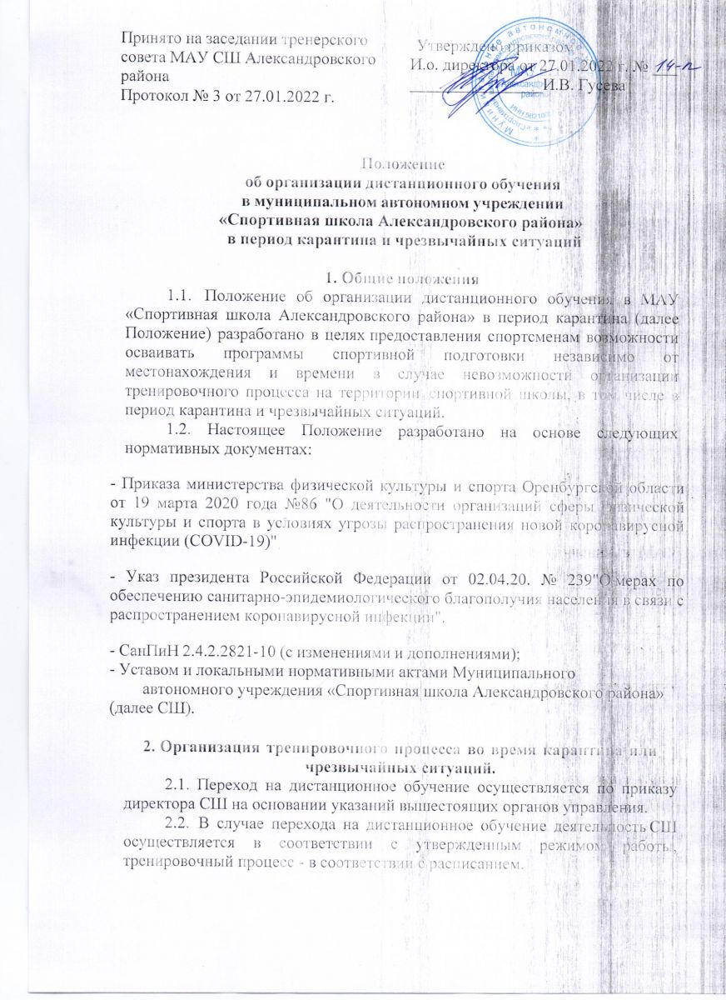 Принято на заседании тренерского
совета МАУ СШ Александровского
района
Протокол № 3 от 27.01.2022 г.
Утверждено приказом
И.о. директора от 27.01.2022 г. № 14-п
И.В. Гусева
Положение
об организации дистанционного обучения
в муниципальном автономном учреждении
«Спортивная школа Александровского района»
в период карантина и чрезвычайных ситуаций
1. Общие положения
1.1. Положение об организации дистанционного обучения в МАУ
«Спортивная школа Александровского района» в период карантина (далее
Положение) разработано в целях предоставления спортсменам возможности
осваивать программы спортивной подготовки независимо от
местонахождения и времени в случае невозможности организации
тренировочного процесса на территории спортивной школы, в том числе в
период карантина и чрезвычайных ситуаций.
1.2. Настоящее Положение разработано на основе следующих
нормативных документах:
- Приказа министерства физической культуры и спорта Оренбургской области
от 19 марта 2020 года №86 "О деятельности организаций сферы физической
культуры и спорта в условиях угрозы распространения новой коронавирусной
инфекции (COVID-19)"
- Указ президента Российской Федерации от 02.04.20. № 239"О мерах по
обеспечению санитарно-эпидемиологического благополучия населения в связи с
распространением коронавирусной инфекции".
- СанПиН 2.4.2.2821-10 (с изменениями и дополнениями);
- Уставом и локальными нормативными актами Муниципального
автономного учреждения «Спортивная школа Александровского района»
(далее СШ).
2. Организация тренировочного процесса во время карантина или
чрезвычайных ситуаций.
2.1. Переход на дистанционное обучение осуществляется по приказу
директора СШ на основании указаний вышестоящих органов управления.
2.2. В случае перехода на дистанционное обучение деятельность СШ
осуществляется в соответствии с утвержденным режимом работы,
тренировочный процесс - в соответствии с расписанием.